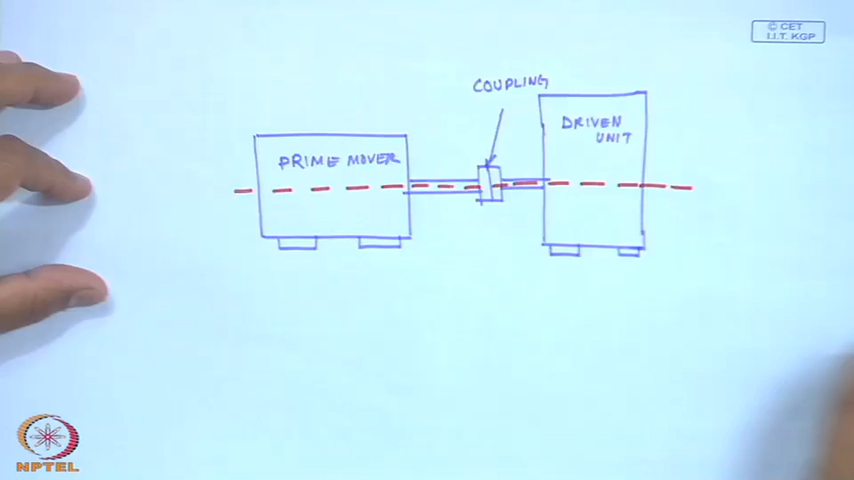 © CET
I.I.T. KGP
COUPLING
DRIVEN
UNIT
PRIME MOVER
NPTEL